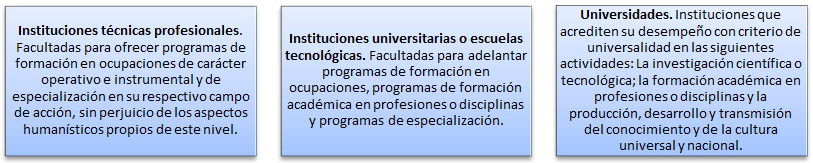 Instituciones técnicas profesionales.
Facultadas para ofrecer programas de
formación en ocupaciones de carácter
operativo e instrumental y de
especialización en su respectivo campo
de acción, sin perjuicio de los aspectos
humanísticos propios de este nivel.
Instituciones universitarias o escuelas
tecnológicas. Facultadas para adelantar
programas de formación en
ocupaciones, programas de formación
académica en profesiones o disciplinas
y programas de especialización.
Universidades. Instituciones que
acrediten su desempeño con criterio de
universalidad en las siguientes
actividades: La investigación científica o
tecnológica; la formación académica en
profesiones o disciplinas y la
producción, desarrollo y transmisión
del conocimiento y de la cultura
universal y nacional.